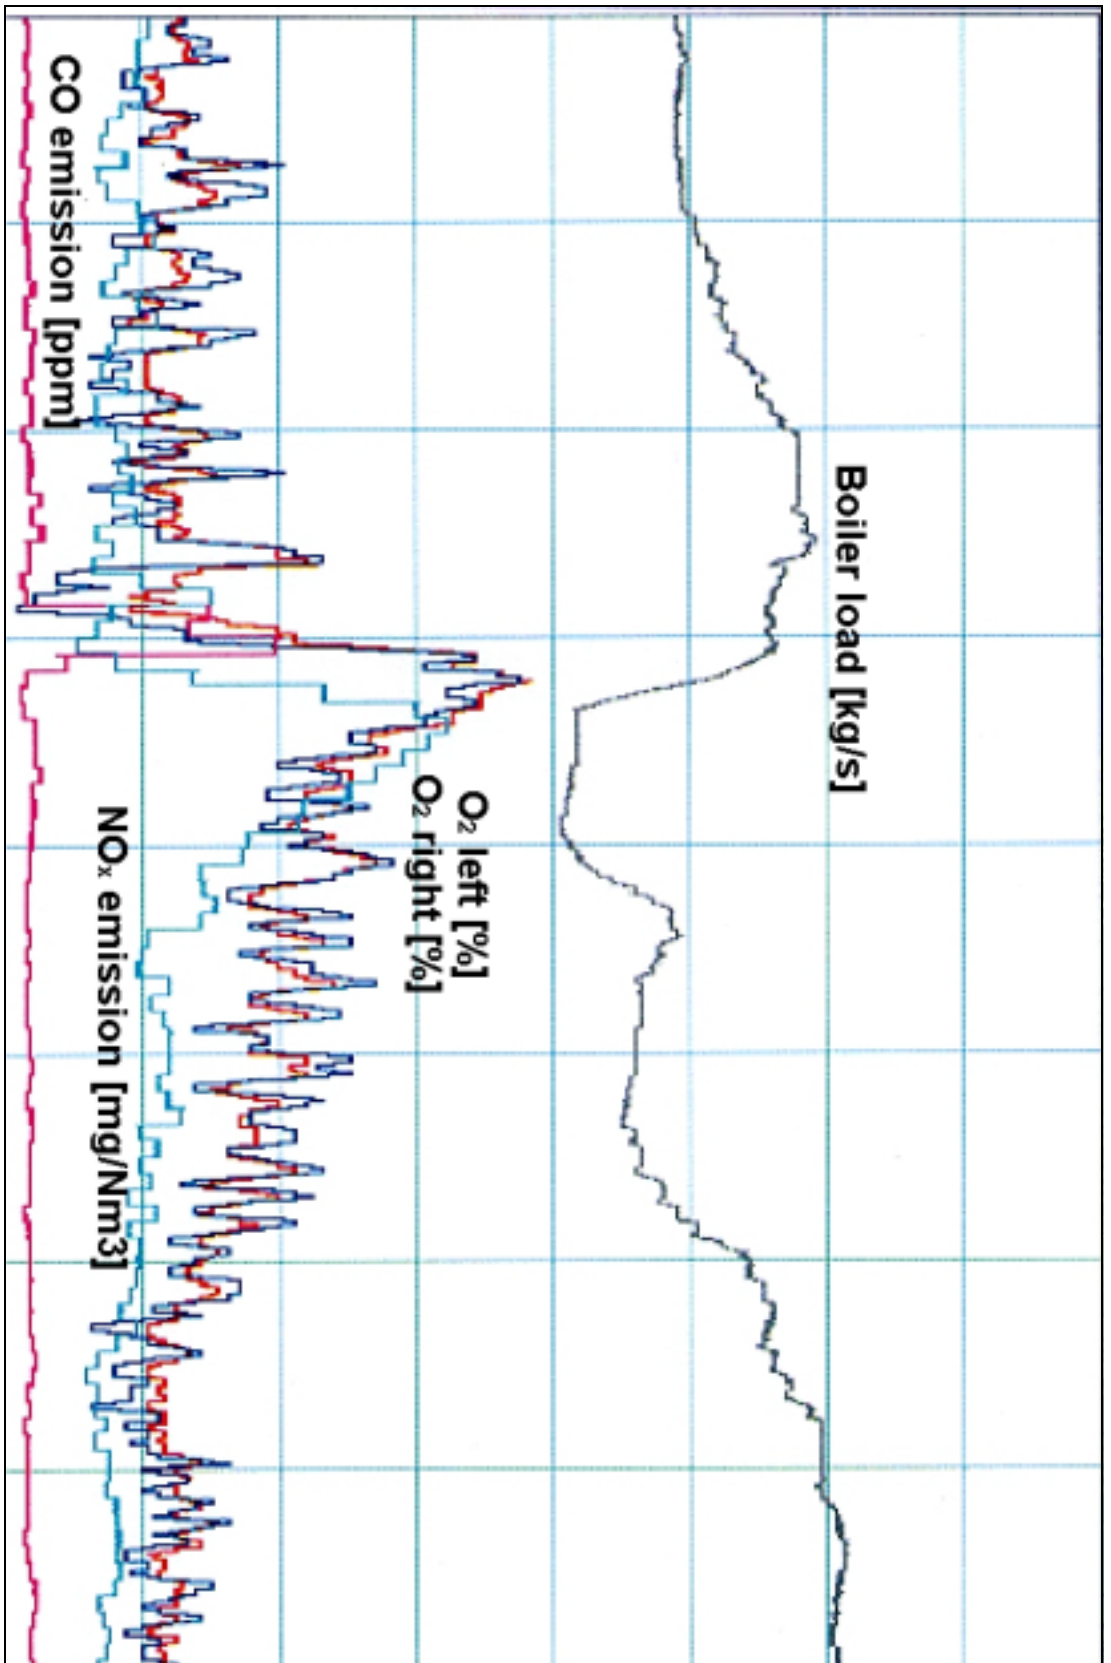 Boiler load [kg/s]
O₂ left [%]
O₂ right [%]
NOₓ emission [mg/Nm3]
CO emission [ppm]